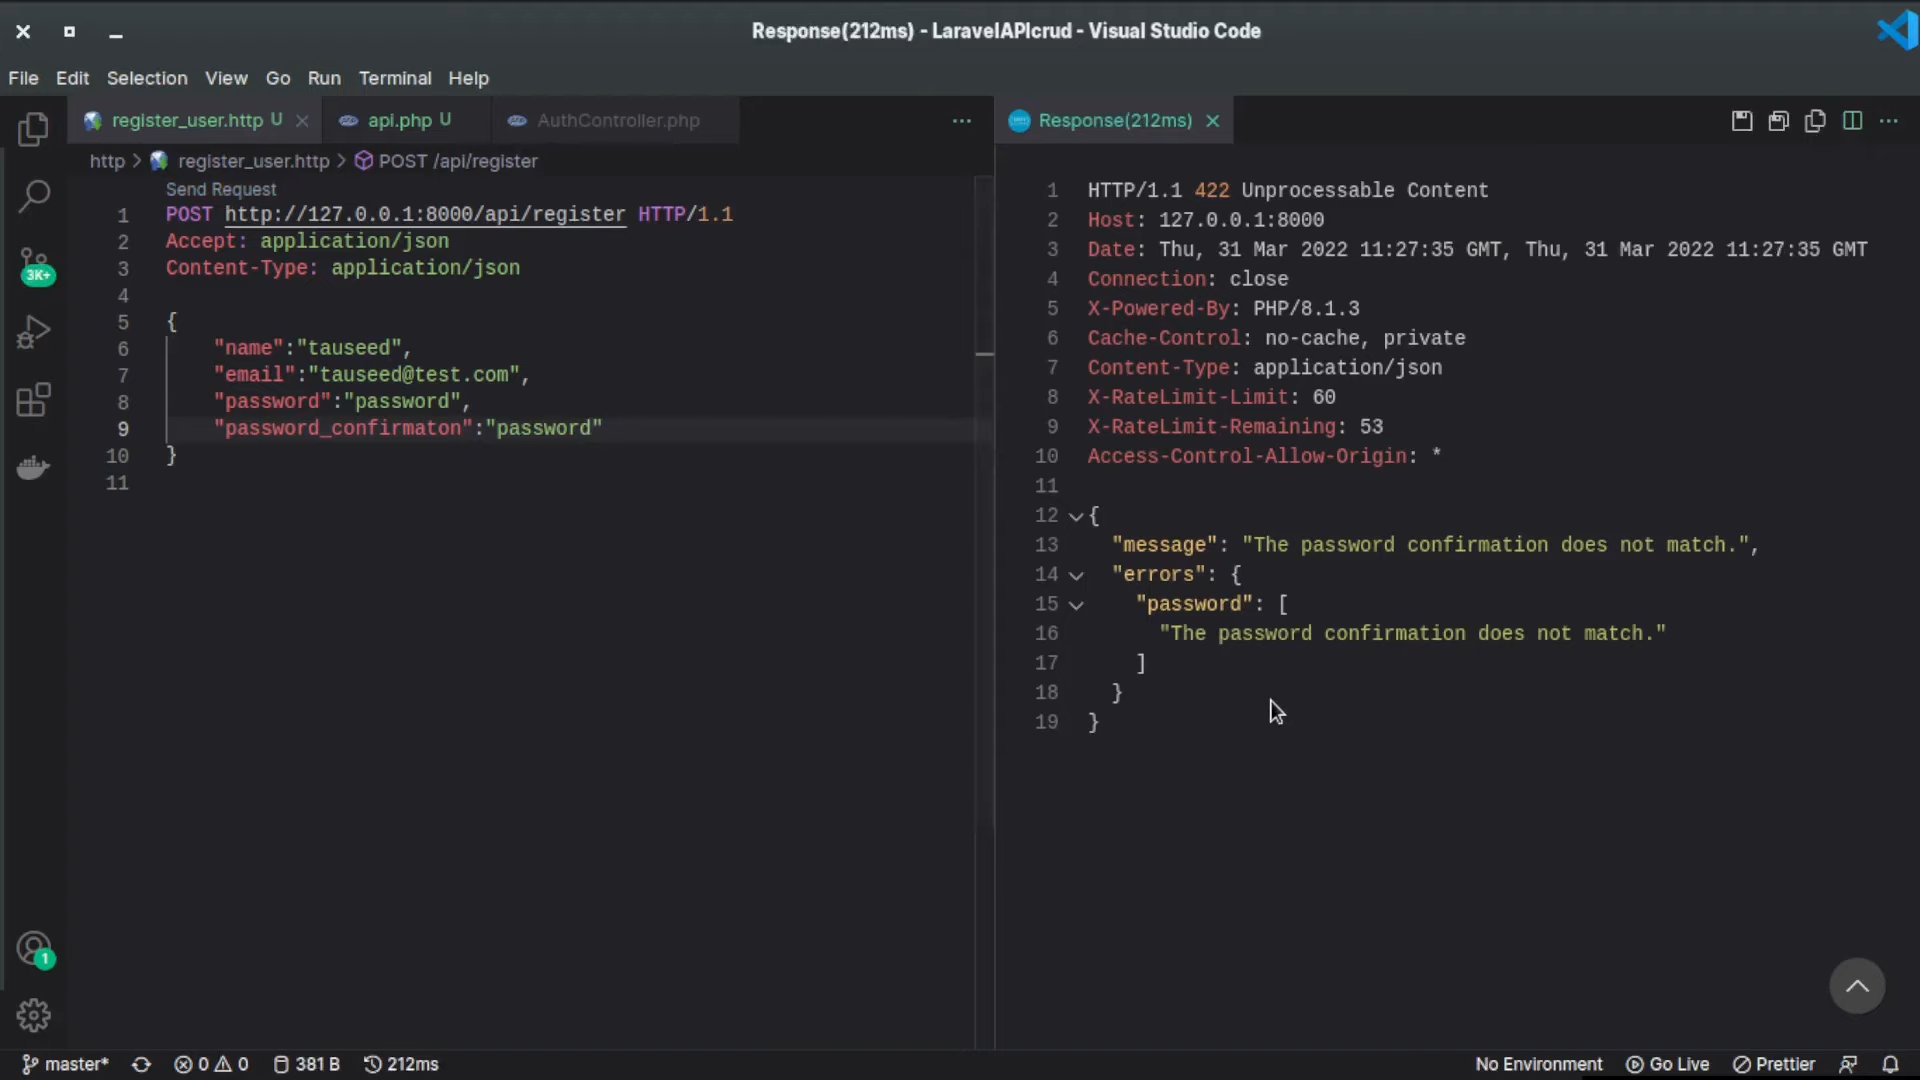 Response(212ms) - LaravelAPIcrud - Visual Studio Code
File Edit Selection View Go Run Terminal Help
register_user.http U api.php U AuthController.php
Response(212ms)
http > register_user.http > POST /api/register
Send Request
1 POST http://127.0.0.1:8000/api/register HTTP/1.1
2 Accept: application/json
3 Content-Type: application/json
4
5 {
6 "name":"tauseed",
7 "email":"tauseed@test.com",
8 "password":"password",
9 "password_confirmaton":"password"
10 }
11
1 HTTP/1.1 422 Unprocessable Content
2 Host: 127.0.0.1:8000
3 Date: Thu, 31 Mar 2022 11:27:35 GMT, Thu, 31 Mar 2022 11:27:35 GMT
4 Connection: close
5 X-Powered-By: PHP/8.1.3
6 Cache-Control: no-cache, private
7 Content-Type: application/json
8 X-RateLimit-Limit: 60
9 X-RateLimit-Remaining: 53
10 Access-Control-Allow-Origin: *
11
12 {
13 "message": "The password confirmation does not match.",
14 "errors": {
15 "password": [
16 "The password confirmation does not match."
17 ]
18 }
19 }
3K+
1
master* 0 0 381 B 212ms No Environment Go Live Prettier